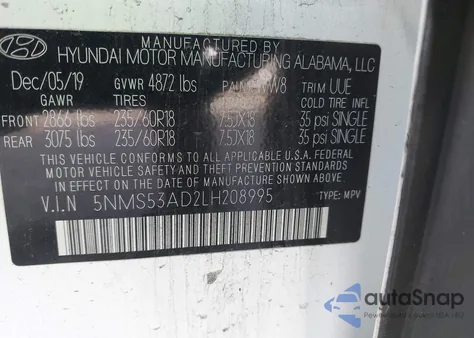 MANUFACTURED BY
HYUNDAI MOTOR MANUFACTURING ALABAMA, LLC
Dec/05/19 GVWR 4872 lbs PAINT WW8 TRIM UUE
GAWR TIRES COLD TIRE INFL
FRONT 2866 lbs 235/60R18 7.5JX18 35 psi SINGLE
REAR 3075 lbs 235/60R18 7.5JX18 35 psi SINGLE
THIS VEHICLE CONFORMS TO ALL APPLICABLE U.S.A FEDERAL
MOTOR VEHICLE SAFETY AND THEFT PREVENTION STANDARDS
IN EFFECT ON THE DATE OF MANUFACTURE SHOWN ABOVE.
V.I.N 5NMS53AD2LH208995 TYPE: MPV
autoSnap